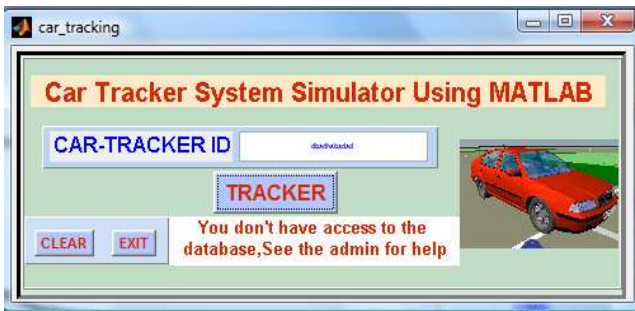 car_tracking
Car Tracker System Simulator Using MATLAB
CAR-TRACKER ID
TRACKER
CLEAR EXIT
You don't have access to the
database,See the admin for help